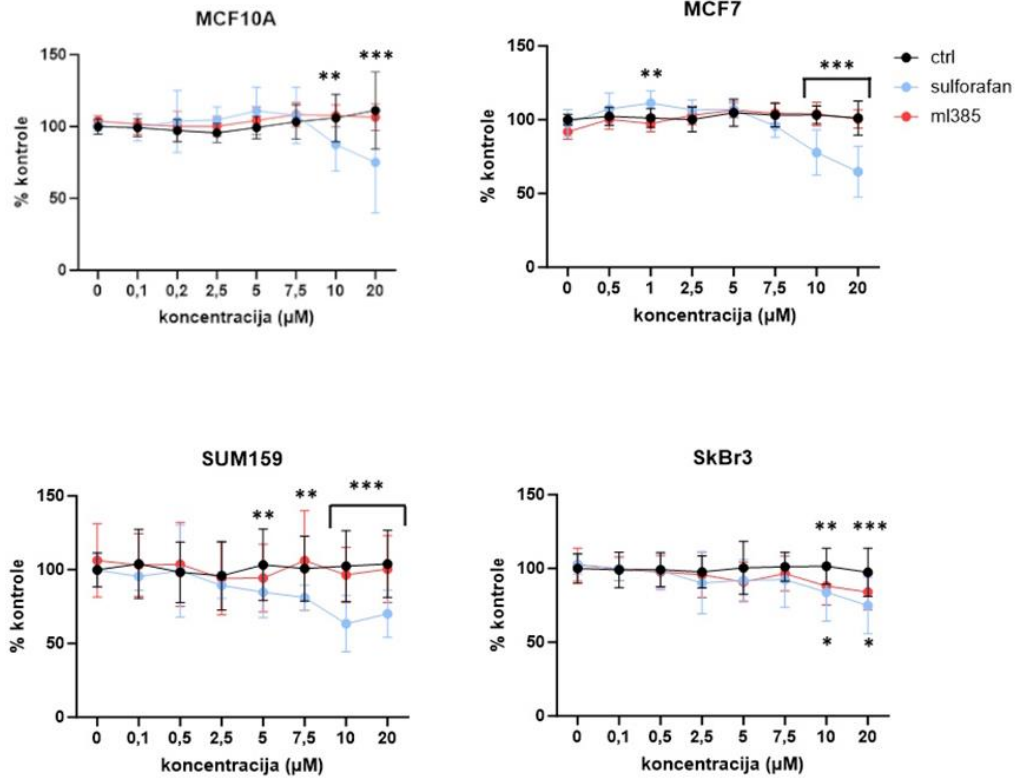 MCF10A
% kontrole
150
100
50
0
** ***
0 0,1 0,2 2,5 5 7,5 10 20
koncentracija (µM)
MCF7
% kontrole
150
100
50
0
** ***
0 0,5 1 2,5 5 7,5 10 20
koncentracija (µM)
ctrl
sulforafan
ml385
SUM159
% kontrole
150
100
50
0
** ** ***
0 0,1 0,5 2,5 5 7,5 10 20
koncentracija (µM)
SkBr3
% kontrole
150
100
50
0
** ***
* *
0 0,1 0,5 2,5 5 7,5 10 20
koncentracija (µM)